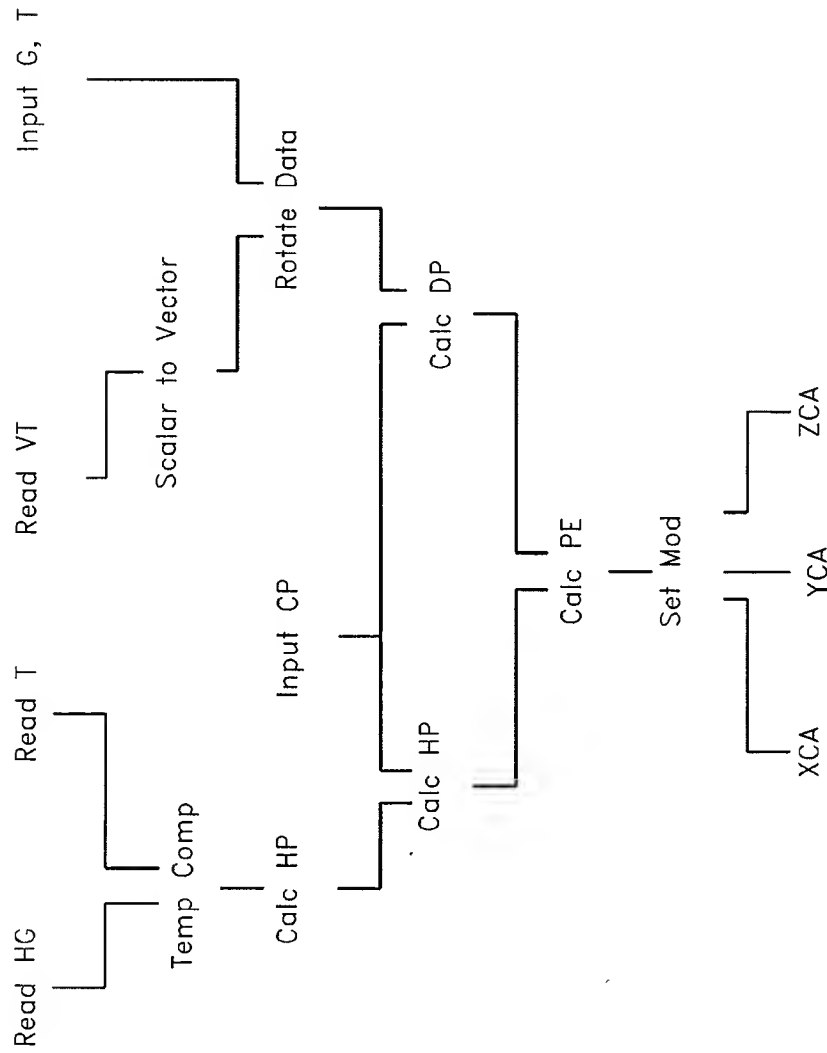 Read HG
Read T
Read VT
Input G, T
Temp Comp
Scalar to Vector
Calc HP
Input CP
Rotate Data
Calc HP
Calc DP
Calc PE
Set Mod
XCA
YCA
ZCA